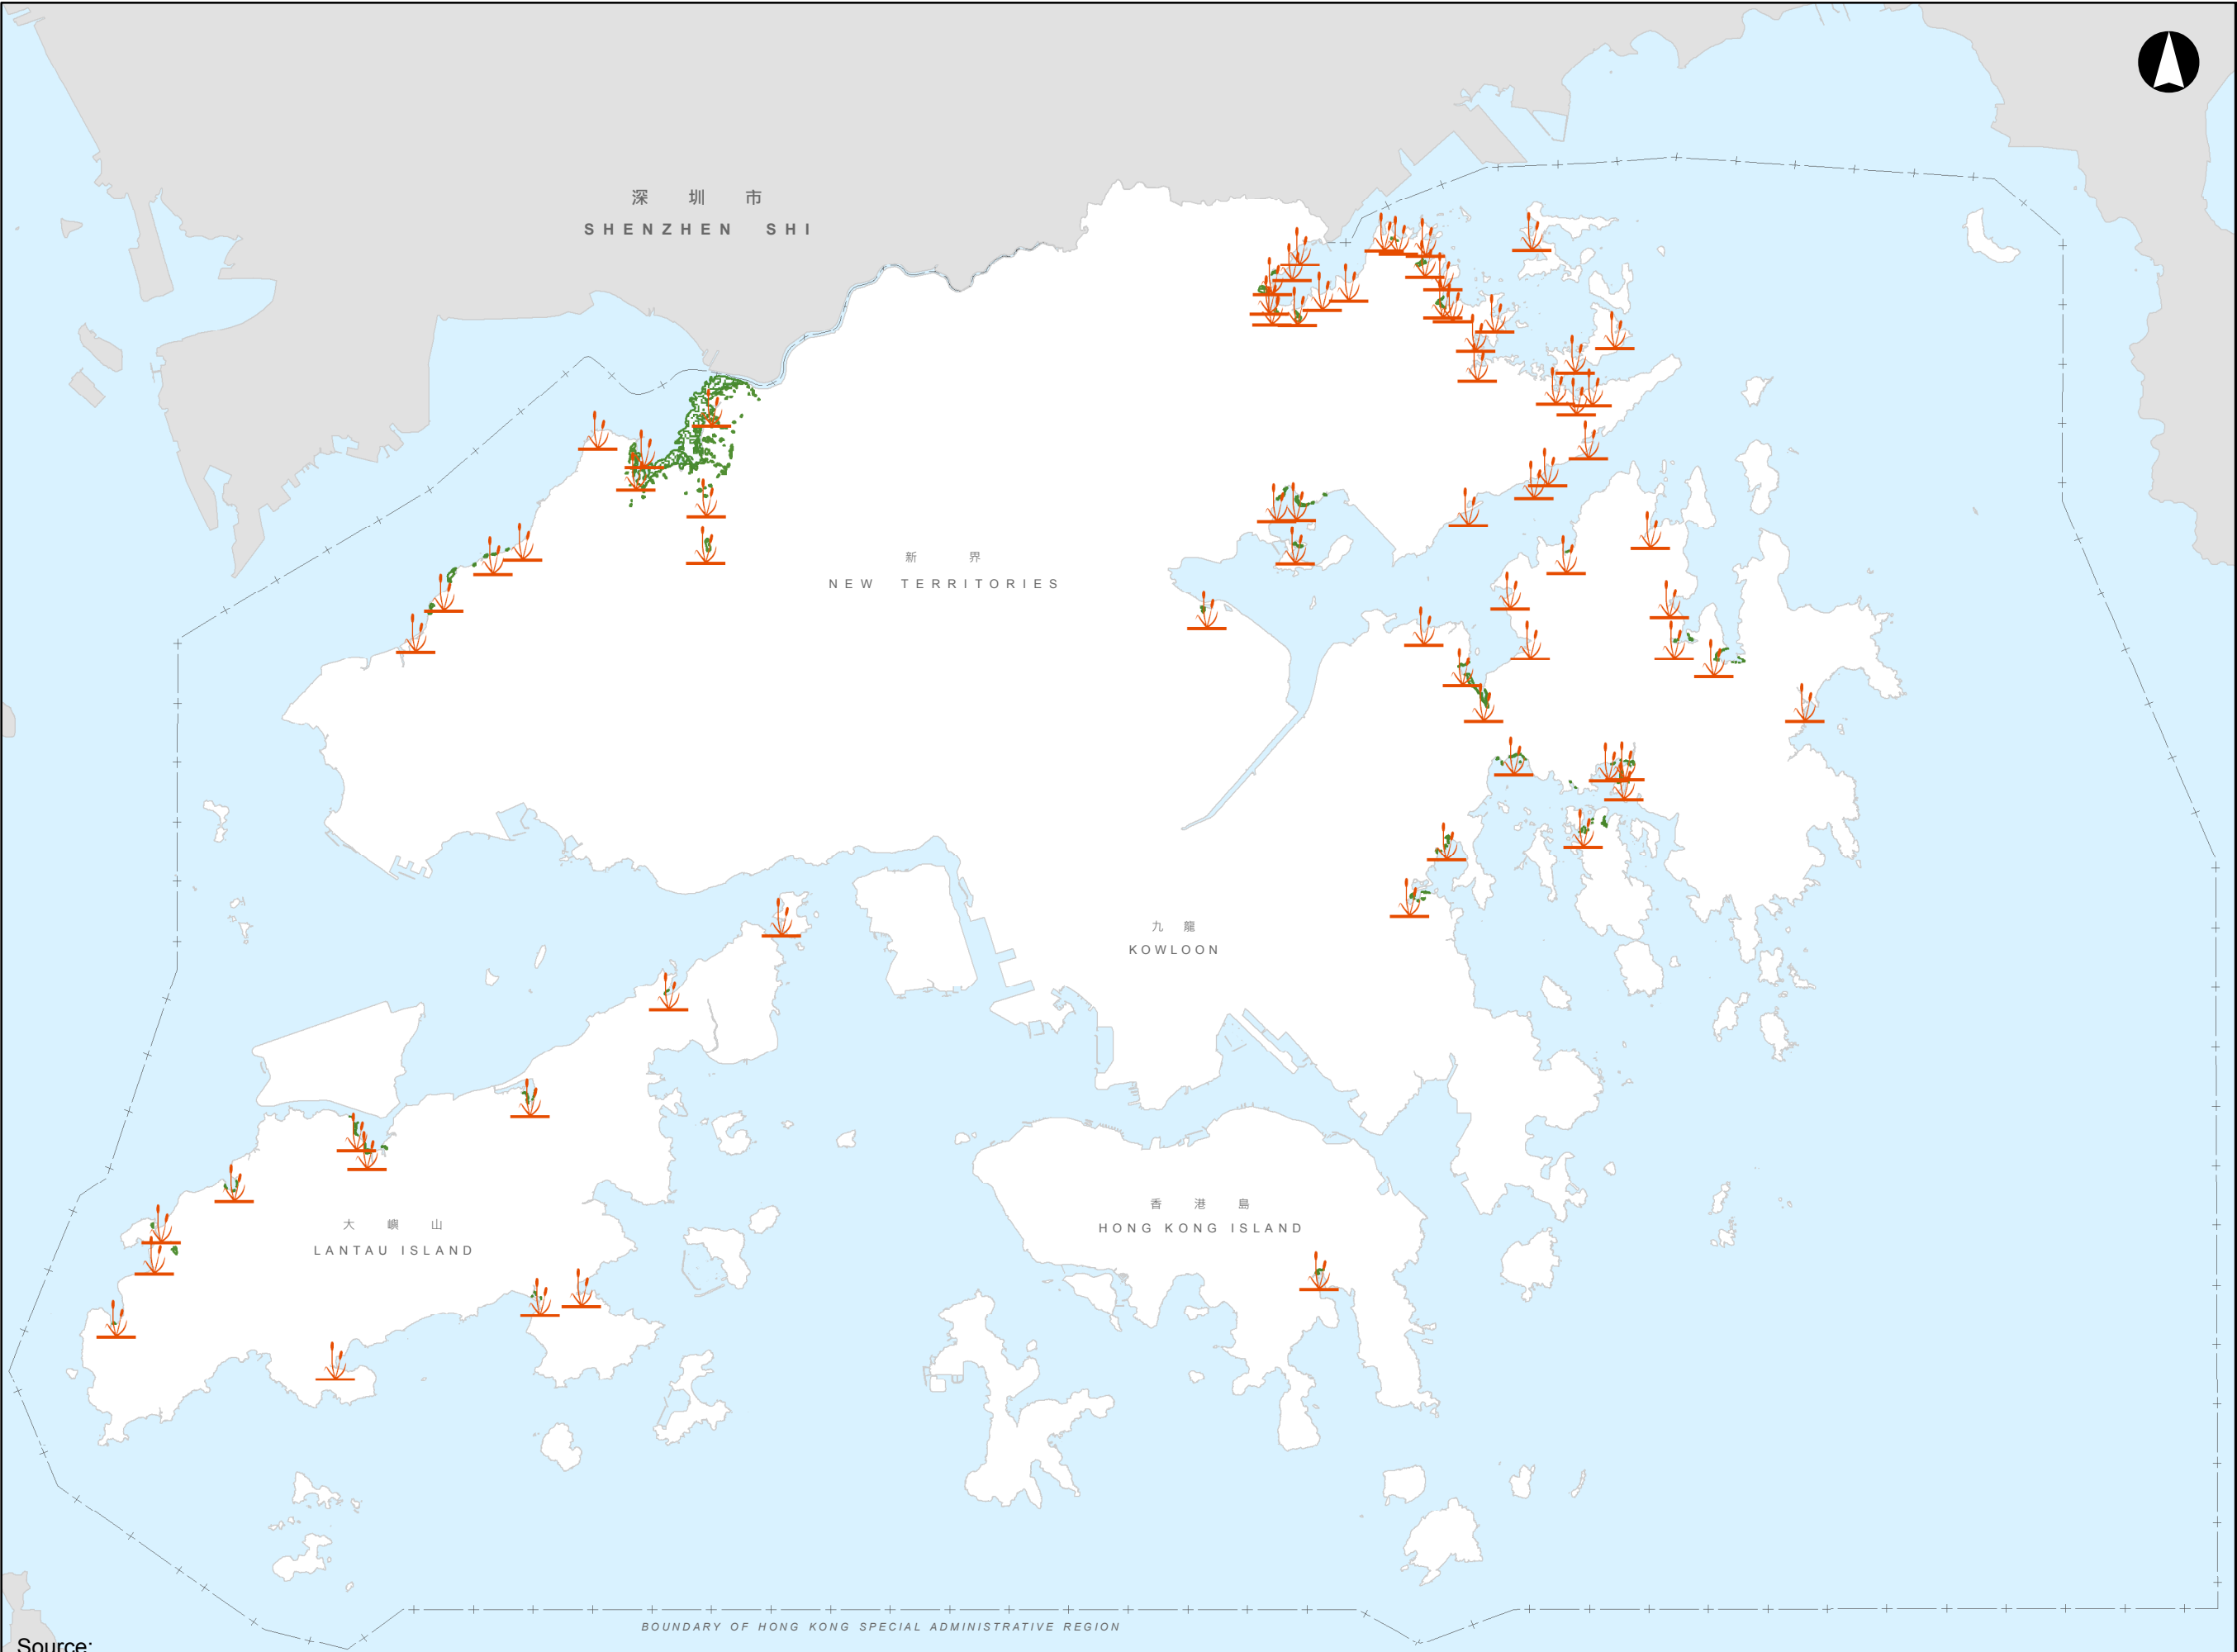 深 圳 市
SHENZHEN SHI
新 界
NEW TERRITORIES
九 龍
KOWLOON
香 港 島
HONG KONG ISLAND
大 嶼 山
LANTAU ISLAND
BOUNDARY OF HONG KONG SPECIAL ADMINISTRATIVE REGION
Source: